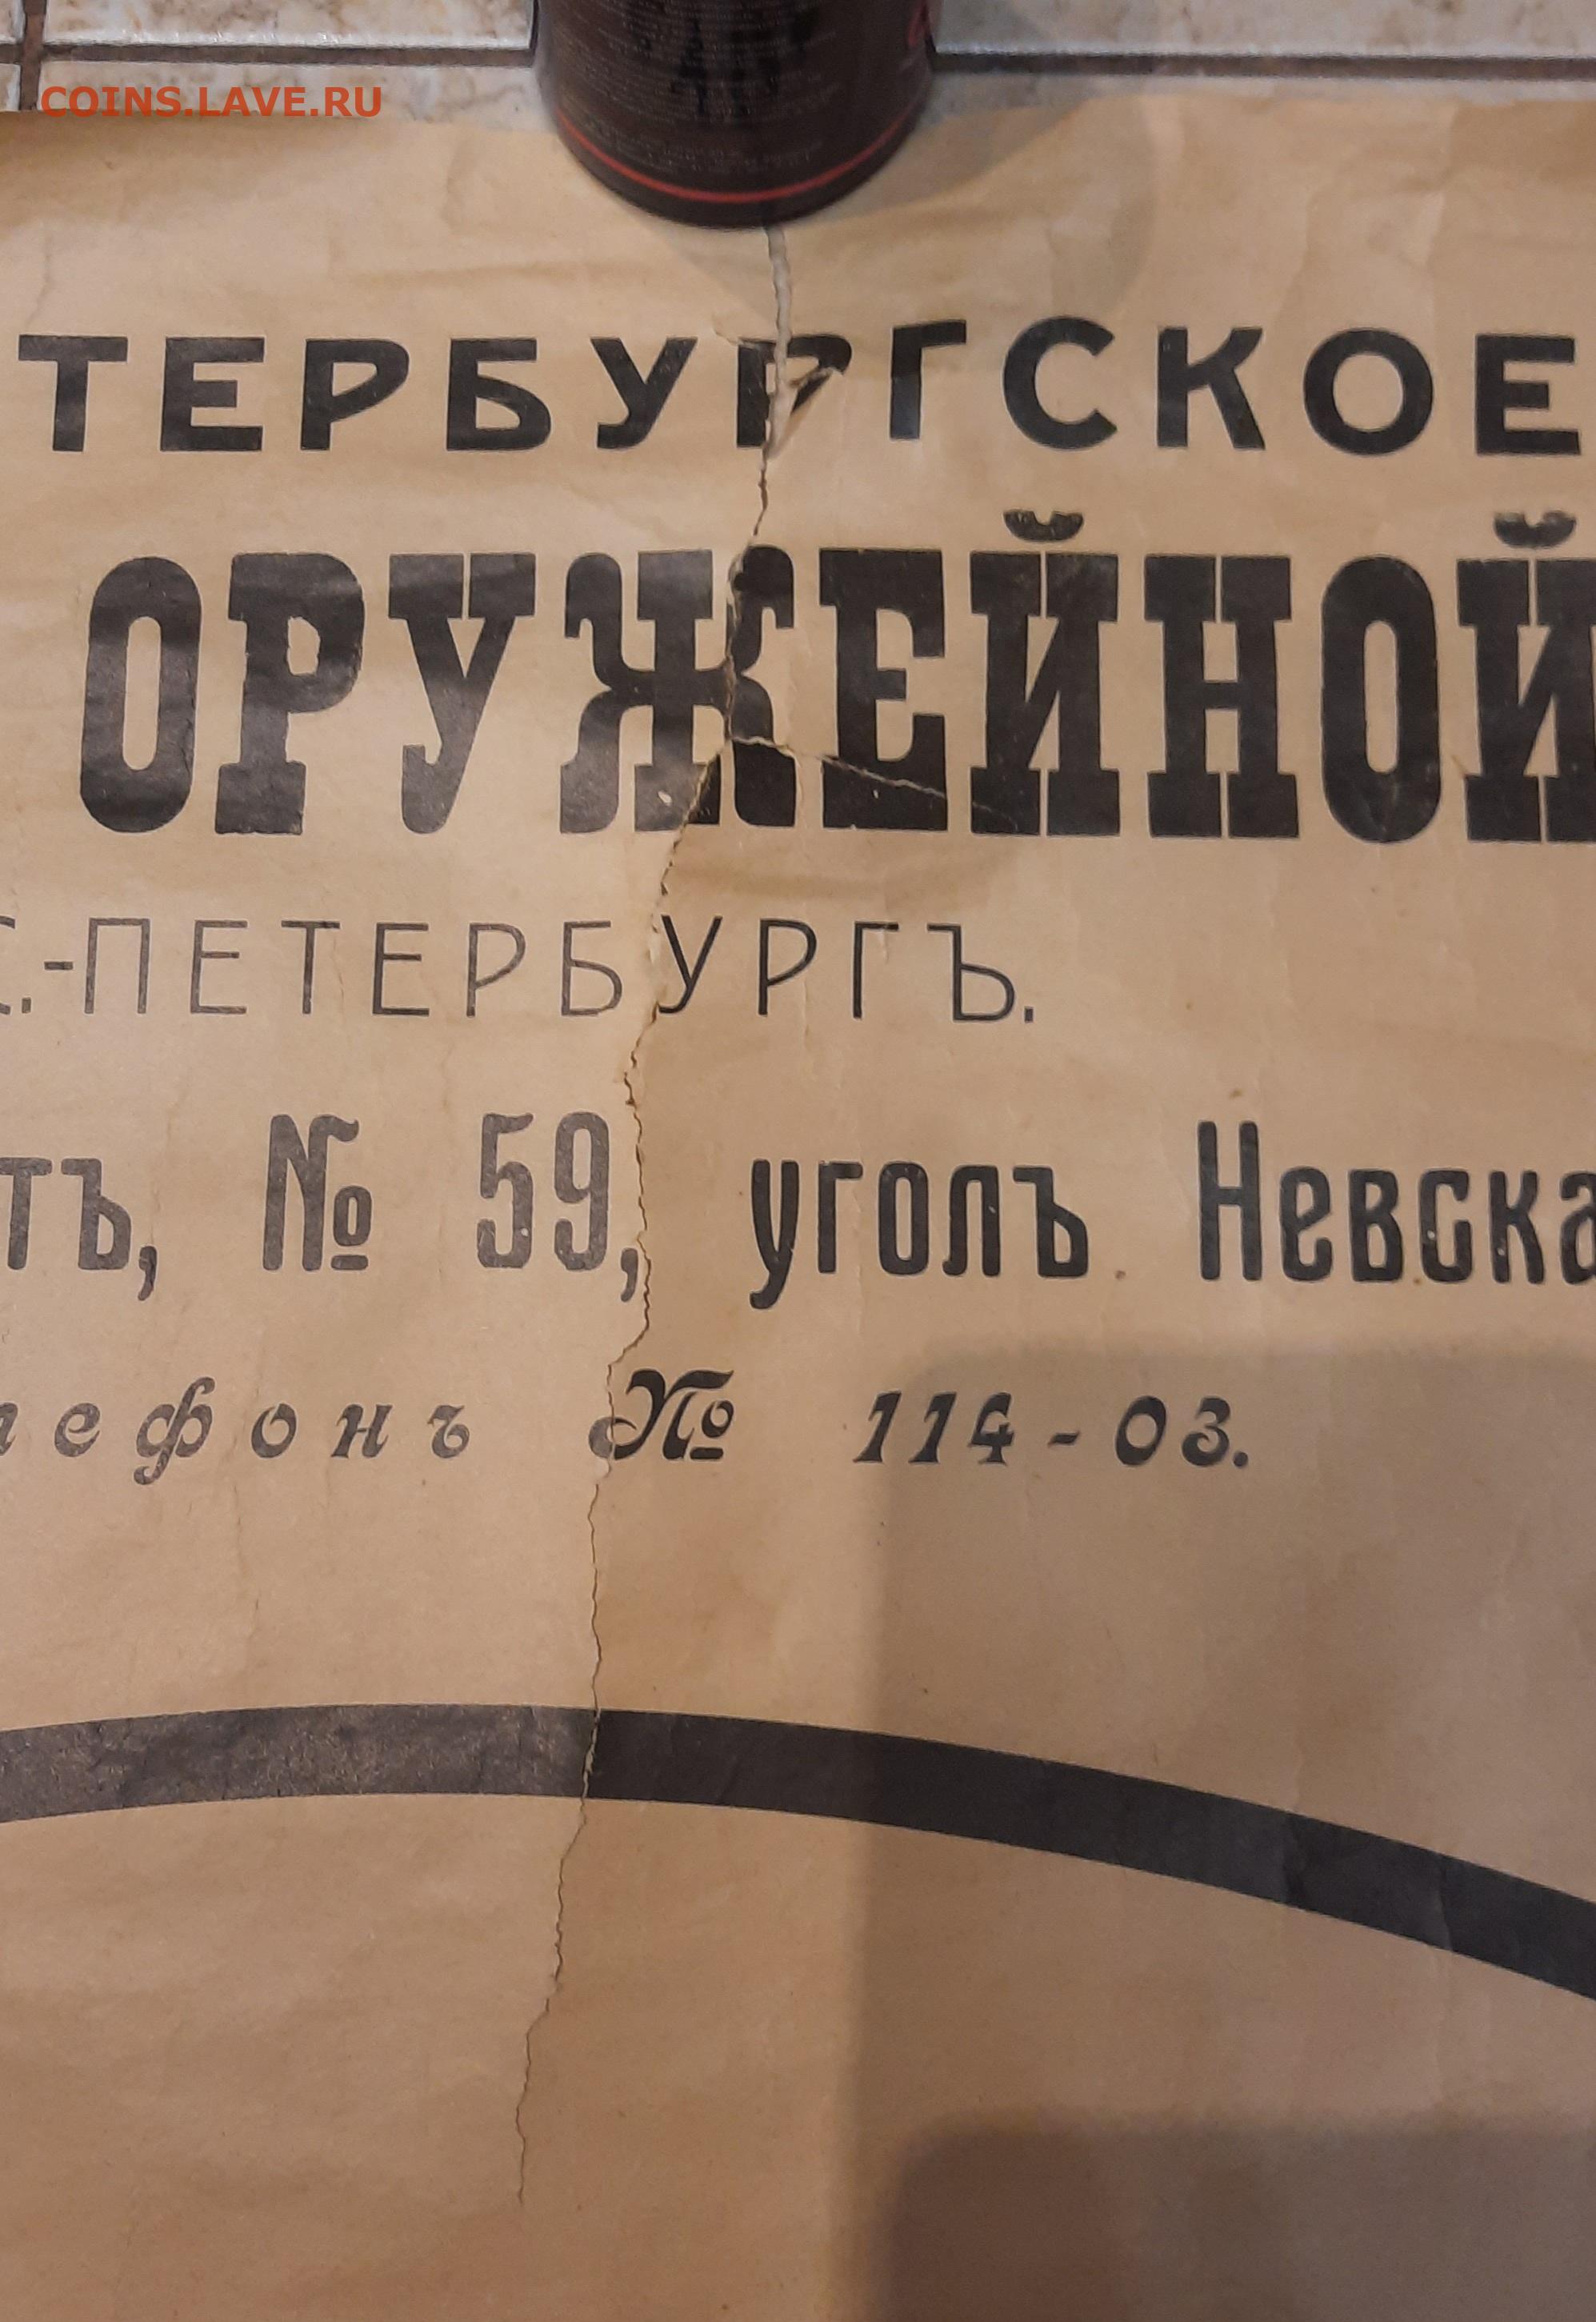 COINS.LAVE.RU
ТЕРБУРГСКОЕ
ОРУЖЕЙНОЙ
С.-ПЕТЕРБУРГЪ.
тъ, № 59, уголъ Невска
ефонъ № 114-03.